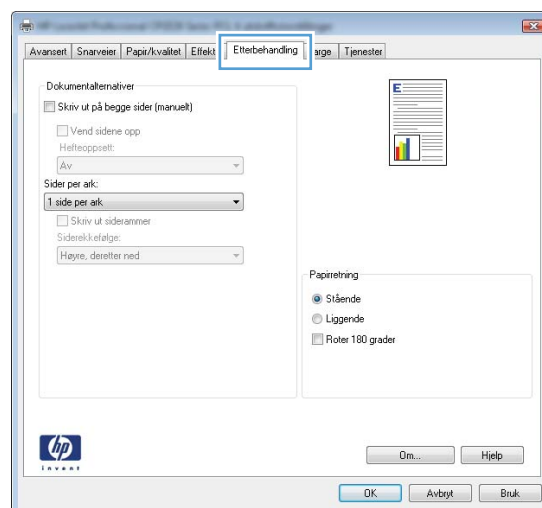 Avansert Snarveier Papir/kvalitet Effekt Etterbehandling arge Tjenester
Dokumentalternativer
Skriv ut på begge sider (manuelt)
Vend sidene opp
Hefteoppsett:
Av
Sider per ark:
1 side per ark
Skriv ut siderammer
Siderekkefølge:
Høyre, deretter ned
E
Papirretning
Stående
Liggende
Roter 180 grader
hp
invent
Om... Hjelp
OK Avbryt Bruk